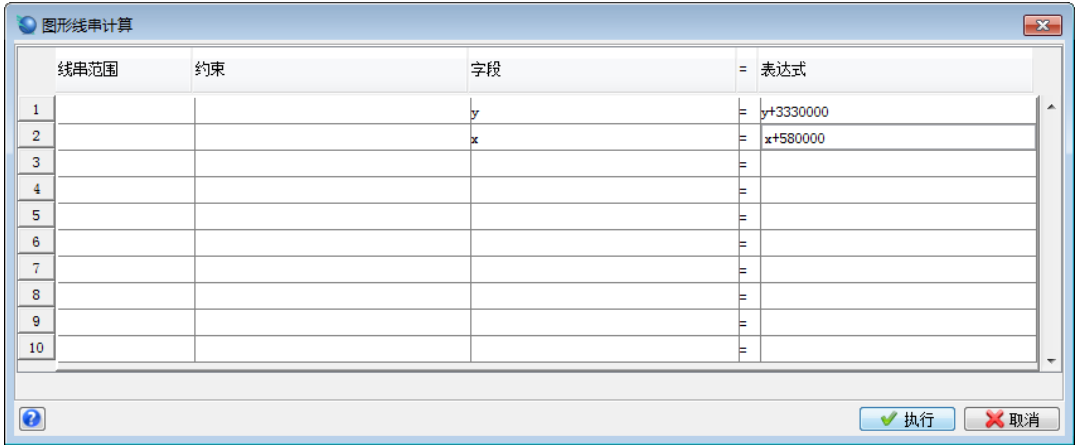 图形线串计算
线串范围 约束 字段 = 表达式
1 y = y+3330000
2 x = x+580000
3 =
4 =
5 =
6 =
7 =
8 =
9 =
10 =
执行 取消